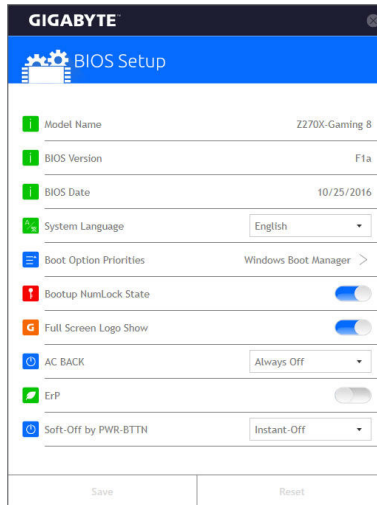 GIGABYTE™
BIOS Setup
Model Name Z270X-Gaming 8
BIOS Version F1a
BIOS Date 10/25/2016
System Language English
Boot Option Priorities Windows Boot Manager >
Bootup NumLock State
G Full Screen Logo Show
AC BACK Always Off
ErP
Soft-Off by PWR-BTTN Instant-Off
Save Reset